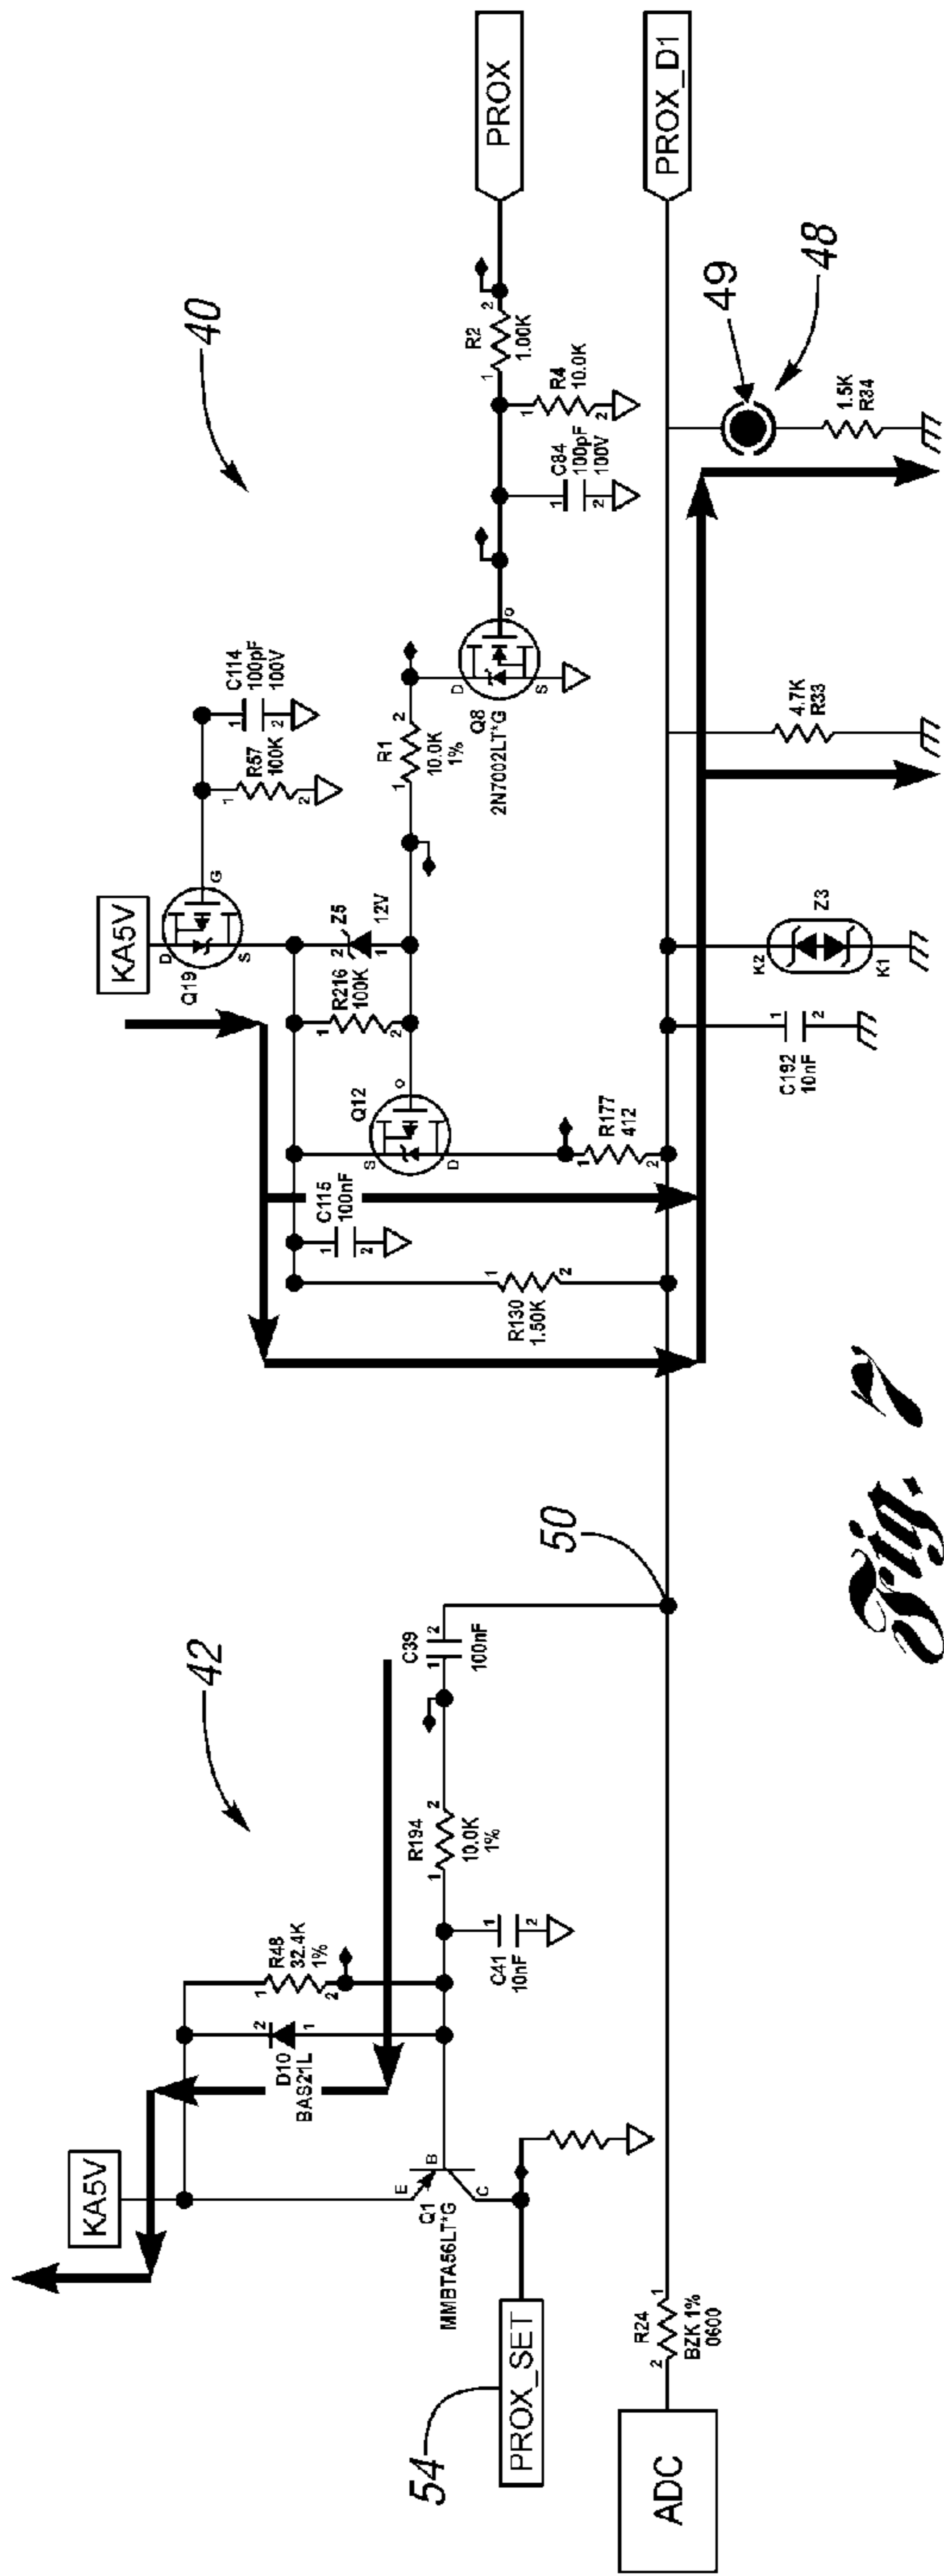 KA5V
42
D10
BAS21L
R48
32.4K
1%
R194
10.0K
1%
C39
100nF
C41
10nF
E
B
C
Q1
MMBTA56LT*G
PROX_SET
54
50
ADC
R24
BZK 1%
0600
2
1
KA5V
40
D
G
S
Q19
R57
100K
C114
100pF
100V
R216
100K
Z5
12V
C115
100nF
Q12
S
D
R1
10.0K
1%
Q8
2N7002LT*G
D
S
C84
100pF
100V
R4
10.0K
R2
1.00K
PROX
R130
1.50K
R177
412
C192
10nF
K2
Z3
K1
4.7K
R33
49
48
1.5K
R34
PROX_D1
Fig. 7